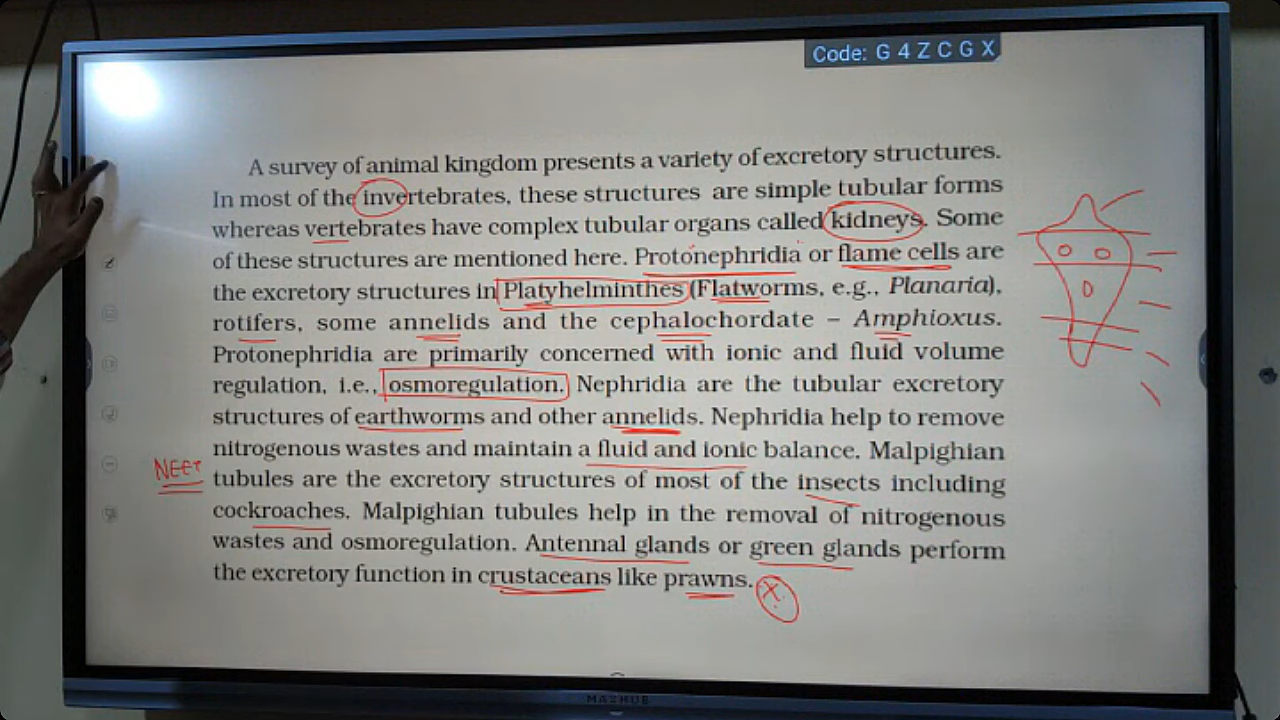 Code: G 4 Z C G X
A survey of animal kingdom presents a variety of excretory structures.
In most of the invertebrates, these structures are simple tubular forms
whereas vertebrates have complex tubular organs called kidneys. Some
of these structures are mentioned here. Protonephridia or flame cells are
the excretory structures in Platyhelminthes (Flatworms, e.g., Planaria),
rotifers, some annelids and the cephalochordate – Amphioxus.
Protonephridia are primarily concerned with ionic and fluid volume
regulation, i.e., osmoregulation. Nephridia are the tubular excretory
structures of earthworms and other annelids. Nephridia help to remove
nitrogenous wastes and maintain a fluid and ionic balance. Malpighian
NEET
tubules are the excretory structures of most of the insects including
cockroaches. Malpighian tubules help in the removal of nitrogenous
wastes and osmoregulation. Antennal glands or green glands perform
the excretory function in crustaceans like prawns.
MAZHUB